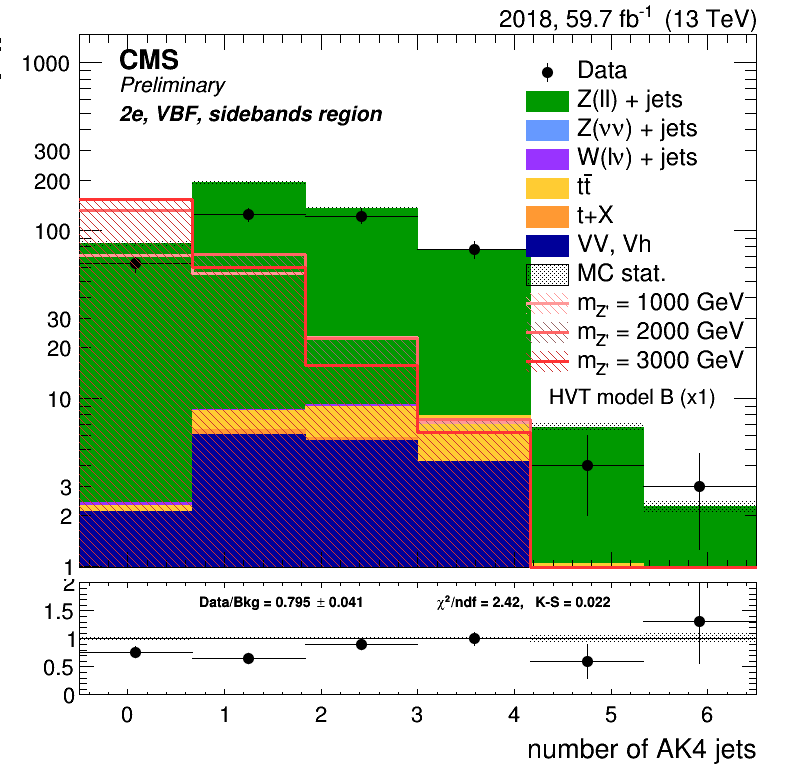 2018, 59.7 fb⁻¹ (13 TeV)
CMS
Preliminary
2e, VBF, sidebands region
Data
Z(ll) + jets
Z(νν) + jets
W(lν) + jets
tt̄
t+X
VV, Vh
MC stat.
m_Z' = 1000 GeV
m_Z' = 2000 GeV
m_Z' = 3000 GeV
HVT model B (x1)
1000
300
200
100
30
20
10
3
2
1
Data/Bkg = 0.795 ± 0.041 χ²/ndf = 2.42, K-S = 0.022
2
1.5
1
0.5
0
0 1 2 3 4 5 6
number of AK4 jets